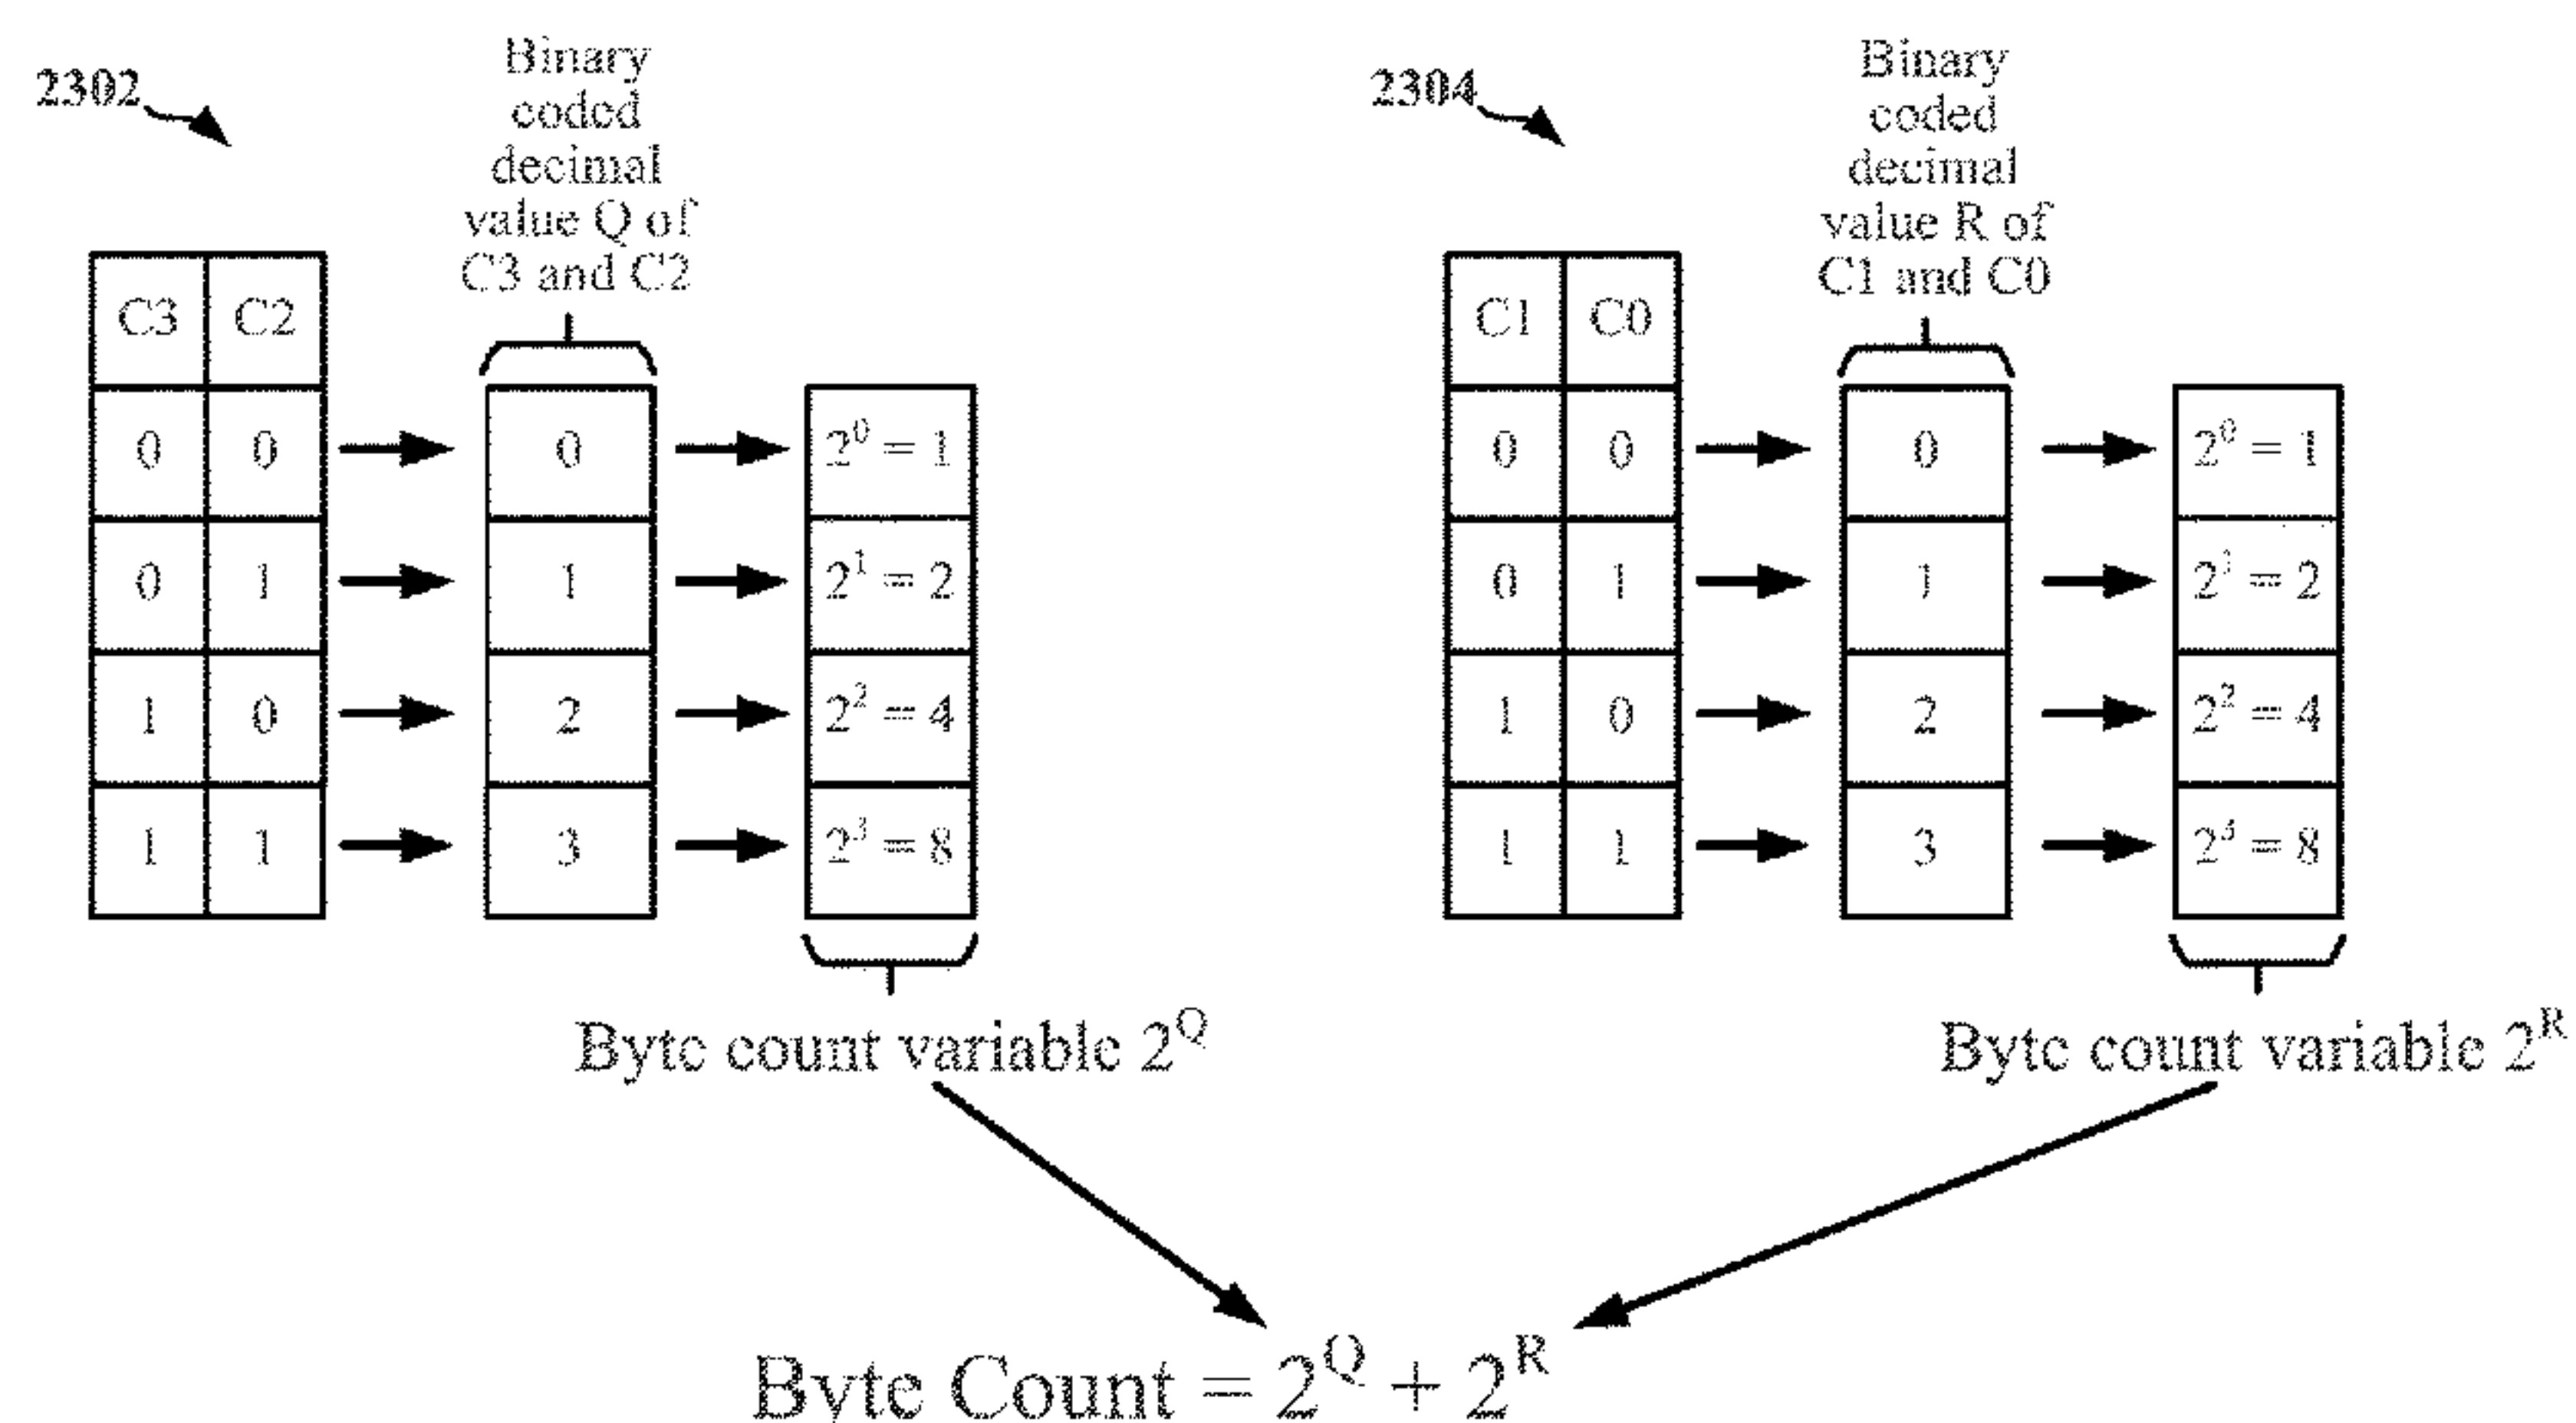 2302
Binary
coded
decimal
value Q of
C3 and C2
C3 C2
0 0 0 2^0 = 1
0 1 1 2^1 = 2
1 0 2 2^2 = 4
1 1 3 2^3 = 8
Byte count variable 2^Q
2304
Binary
coded
decimal
value R of
C1 and C0
C1 C0
0 0 0 2^0 = 1
0 1 1 2^1 = 2
1 0 2 2^2 = 4
1 1 3 2^3 = 8
Byte count variable 2^R
Byte Count = 2^Q + 2^R